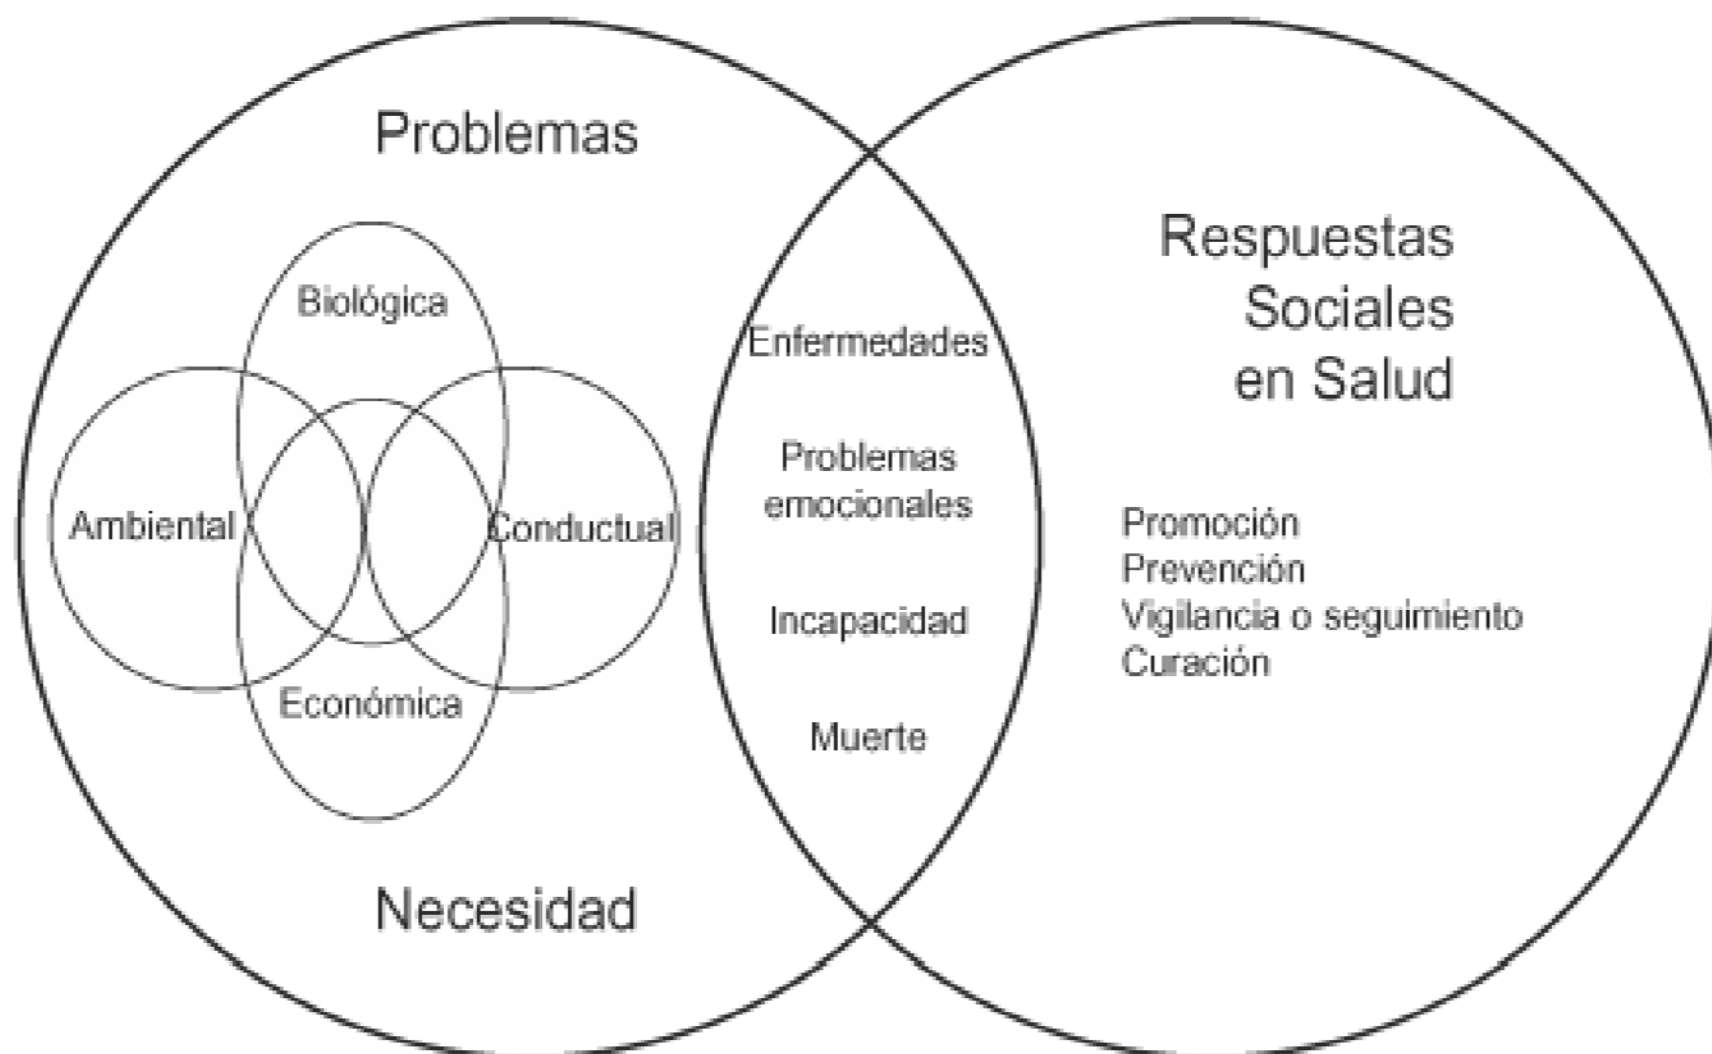 Problemas
Biológica
Ambiental
Conductual
Económica
Necesidad
Enfermedades
Problemas
emocionales
Incapacidad
Muerte
Respuestas
Sociales
en Salud
Promoción
Prevención
Vigilancia o seguimiento
Curación